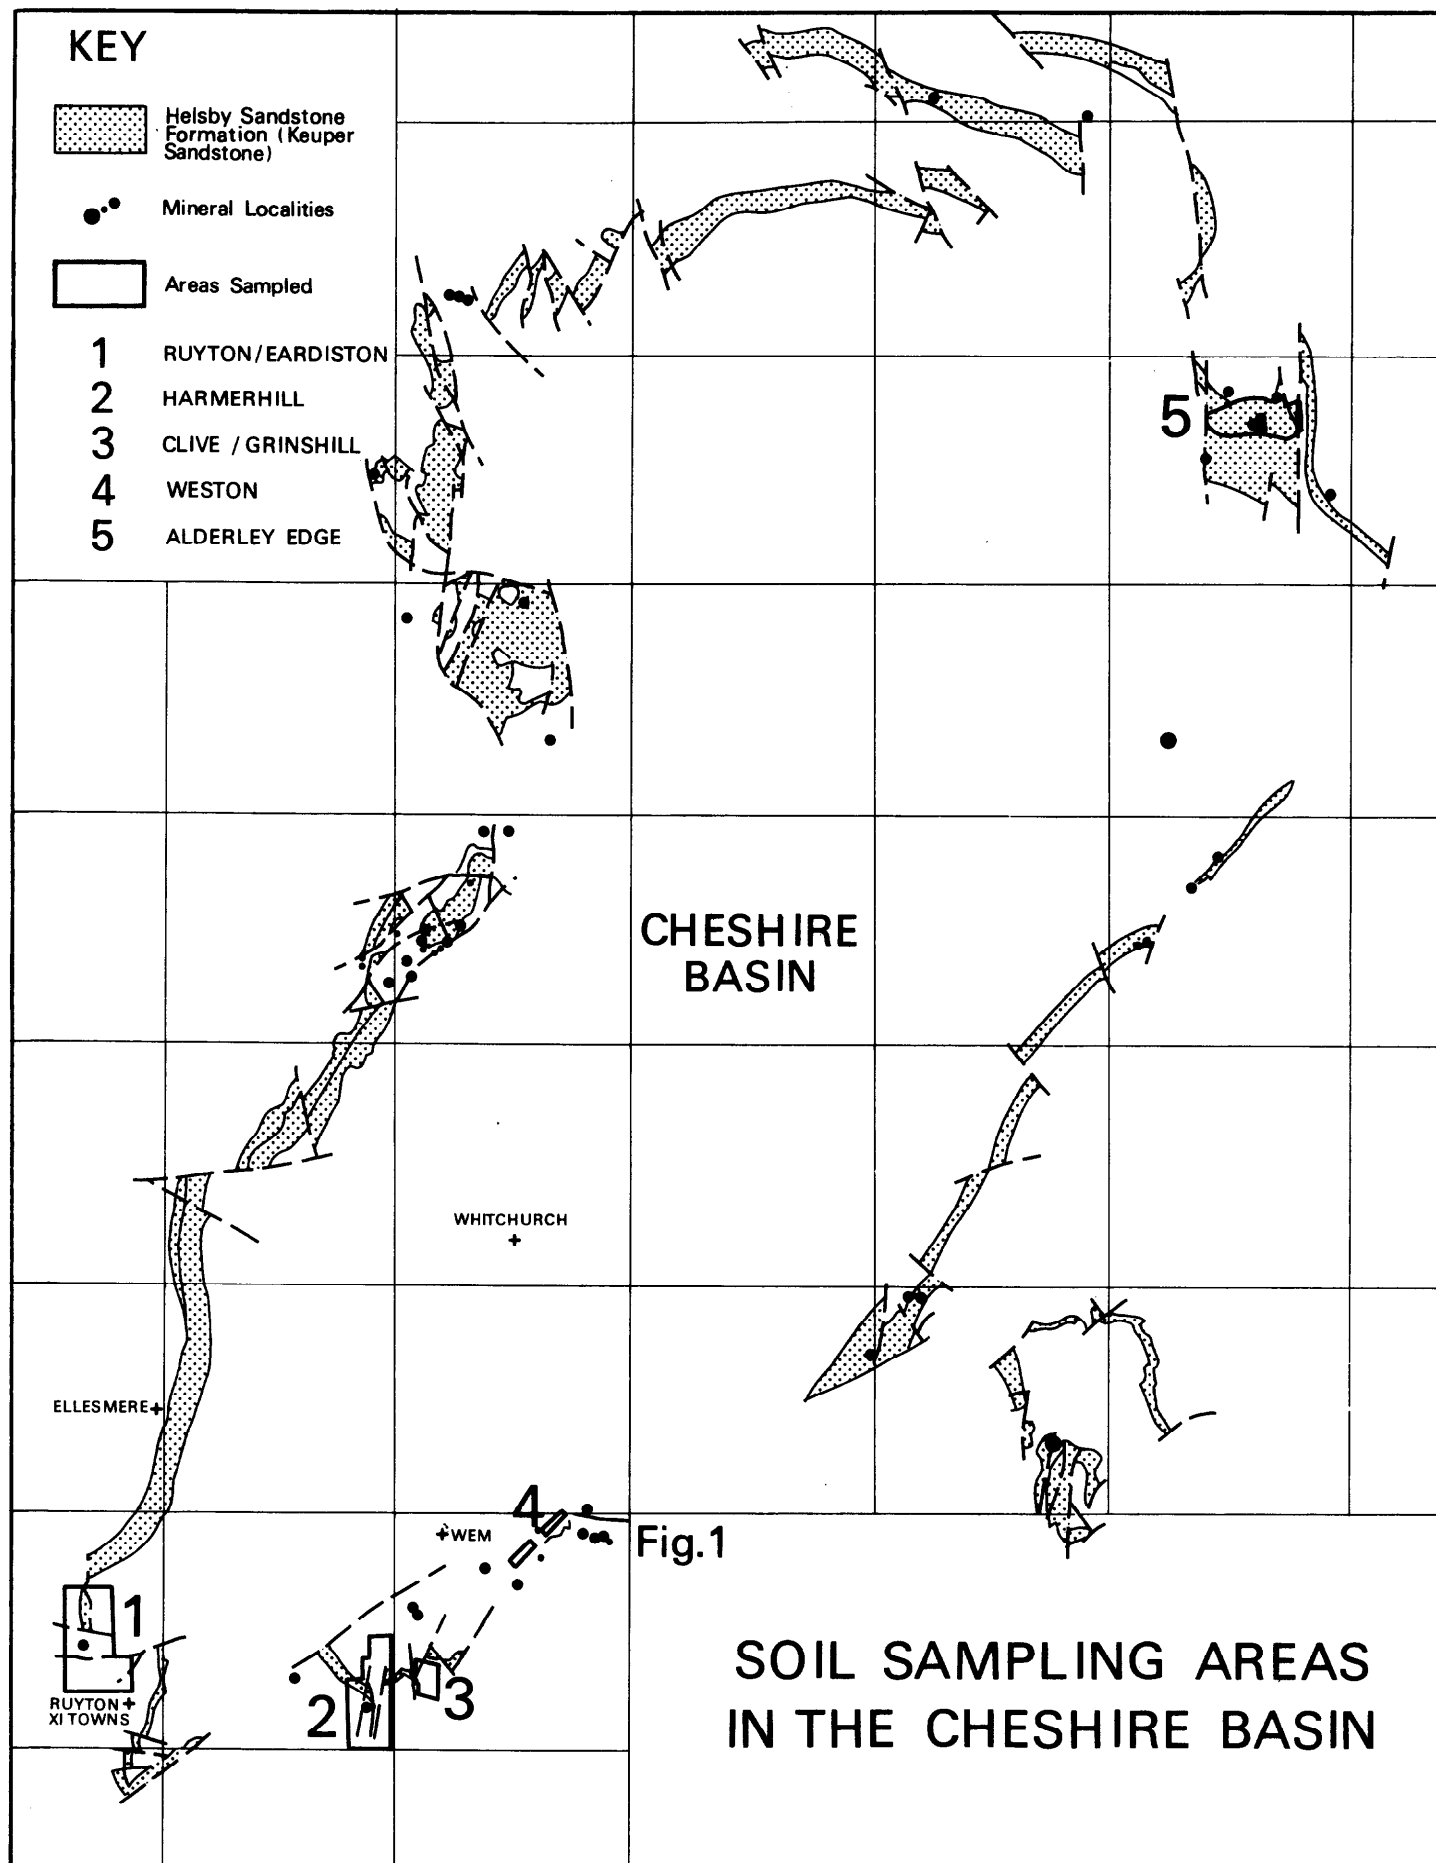 KEY
Helsby Sandstone
Formation (Keuper
Sandstone)
Mineral Localities
Areas Sampled
1 RUYTON/EARDISTON
2 HARMERHILL
3 CLIVE / GRINSHILL
4 WESTON
5 ALDERLEY EDGE
5
CHESHIRE
BASIN
WHITCHURCH
ELLESMERE
4
WEM
Fig.1
1
RUYTON
XI TOWNS
2
3
SOIL SAMPLING AREAS
IN THE CHESHIRE BASIN